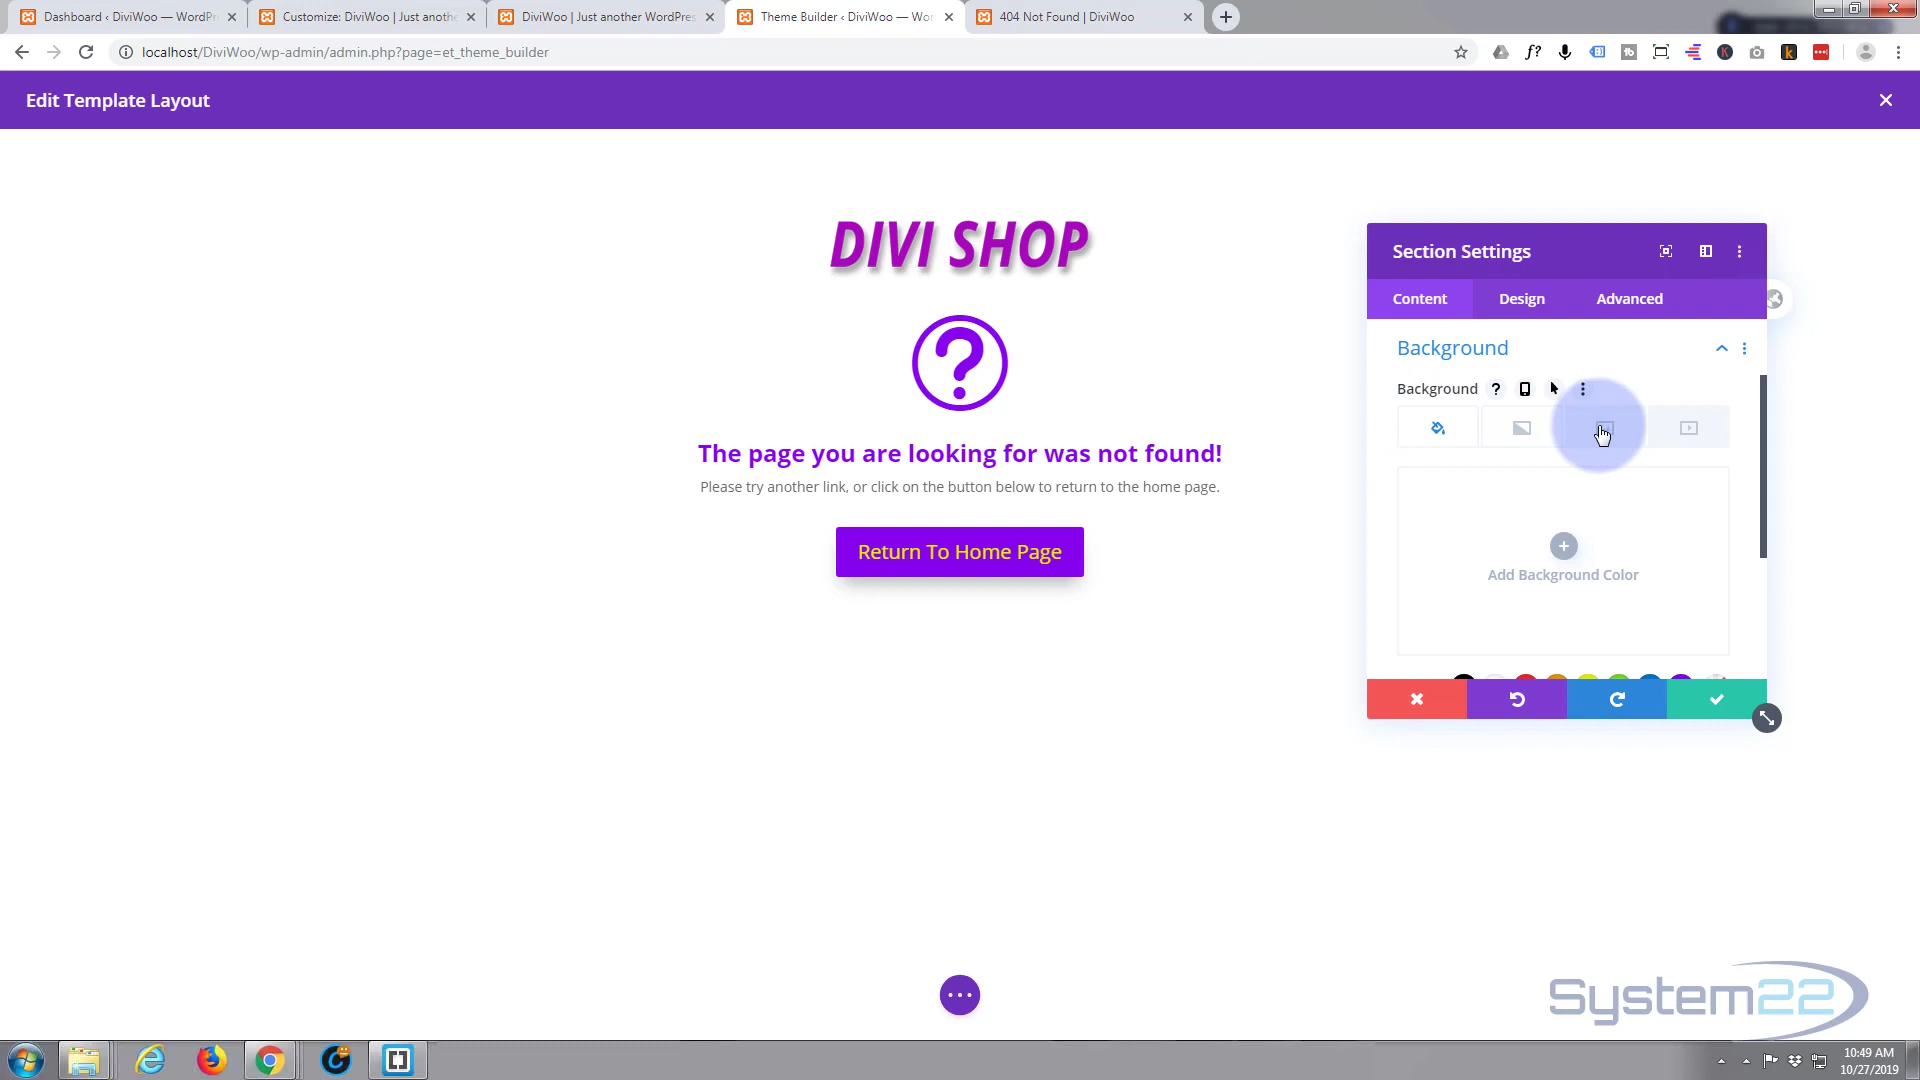 Dashboard ‹ DiviWoo — WordPr
Customize: DiviWoo | Just anothe
DiviWoo | Just another WordPres
Theme Builder ‹ DiviWoo — Wor
404 Not Found | DiviWoo
localhost/DiviWoo/wp-admin/admin.php?page=et_theme_builder
Edit Template Layout
DIVI SHOP
The page you are looking for was not found!
Please try another link, or click on the button below to return to the home page.
Return To Home Page
Section Settings
Content Design Advanced
Background
Background
Add Background Color
System22
10:49 AM
10/27/2019